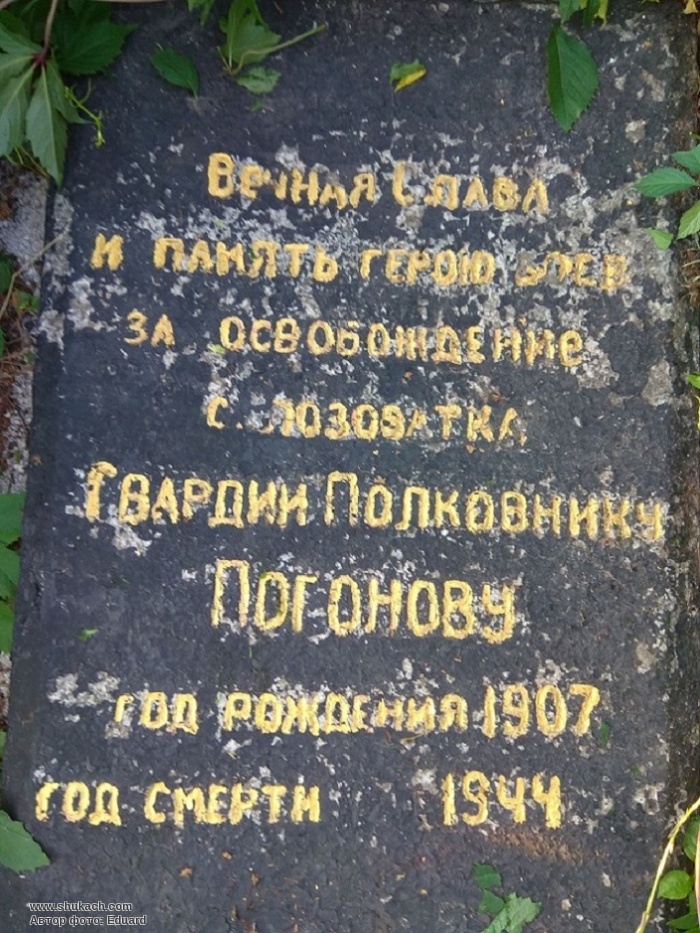 Вечная Слава
и память герою боев
за освобождение
с. Лозоватка
Гвардии Полковнику
Погонову
год рождения 1907
год смерти 1944
www.shukach.com
Автор фото: Eduard